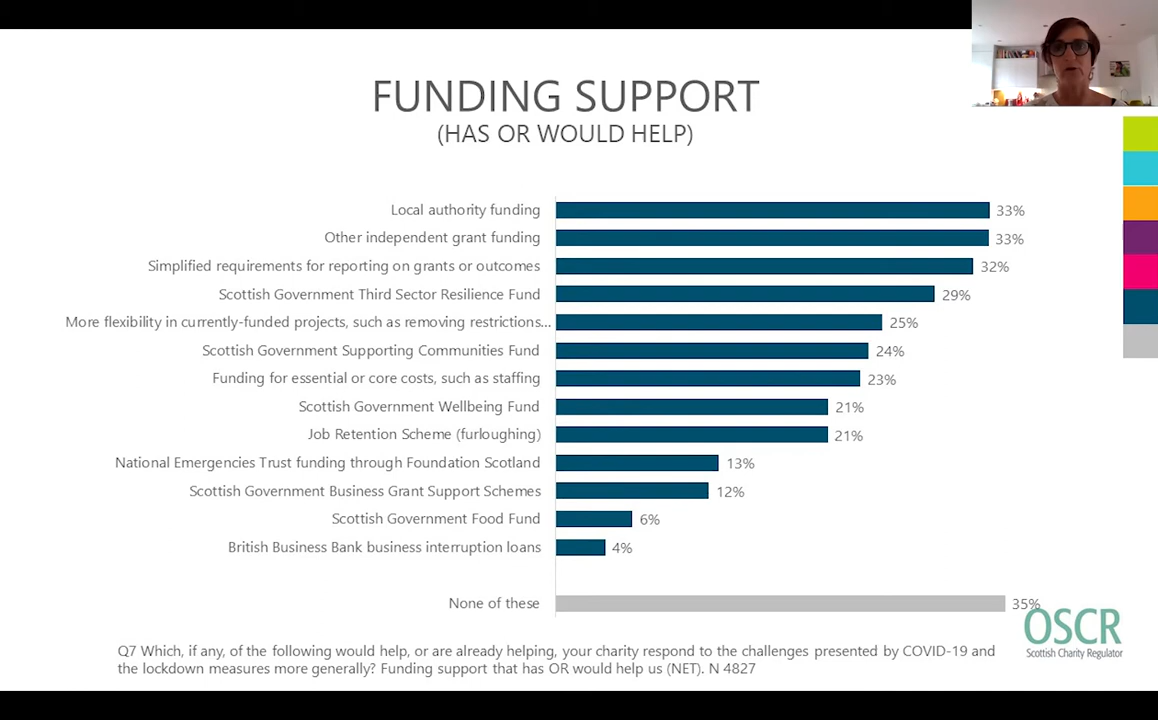 FUNDING SUPPORT
(HAS OR WOULD HELP)
Local authority funding 33%
Other independent grant funding 33%
Simplified requirements for reporting on grants or outcomes 32%
Scottish Government Third Sector Resilience Fund 29%
More flexibility in currently-funded projects, such as removing restrictions... 25%
Scottish Government Supporting Communities Fund 24%
Funding for essential or core costs, such as staffing 23%
Scottish Government Wellbeing Fund 21%
Job Retention Scheme (furloughing) 21%
National Emergencies Trust funding through Foundation Scotland 13%
Scottish Government Business Grant Support Schemes 12%
Scottish Government Food Fund 6%
British Business Bank business interruption loans 4%
None of these 35%
Q7 Which, if any, of the following would help, or are already helping, your charity respond to the challenges presented by COVID-19 and
the lockdown measures more generally? Funding support that has OR would help us (NET). N 4827
OSCR
Scottish Charity Regulator